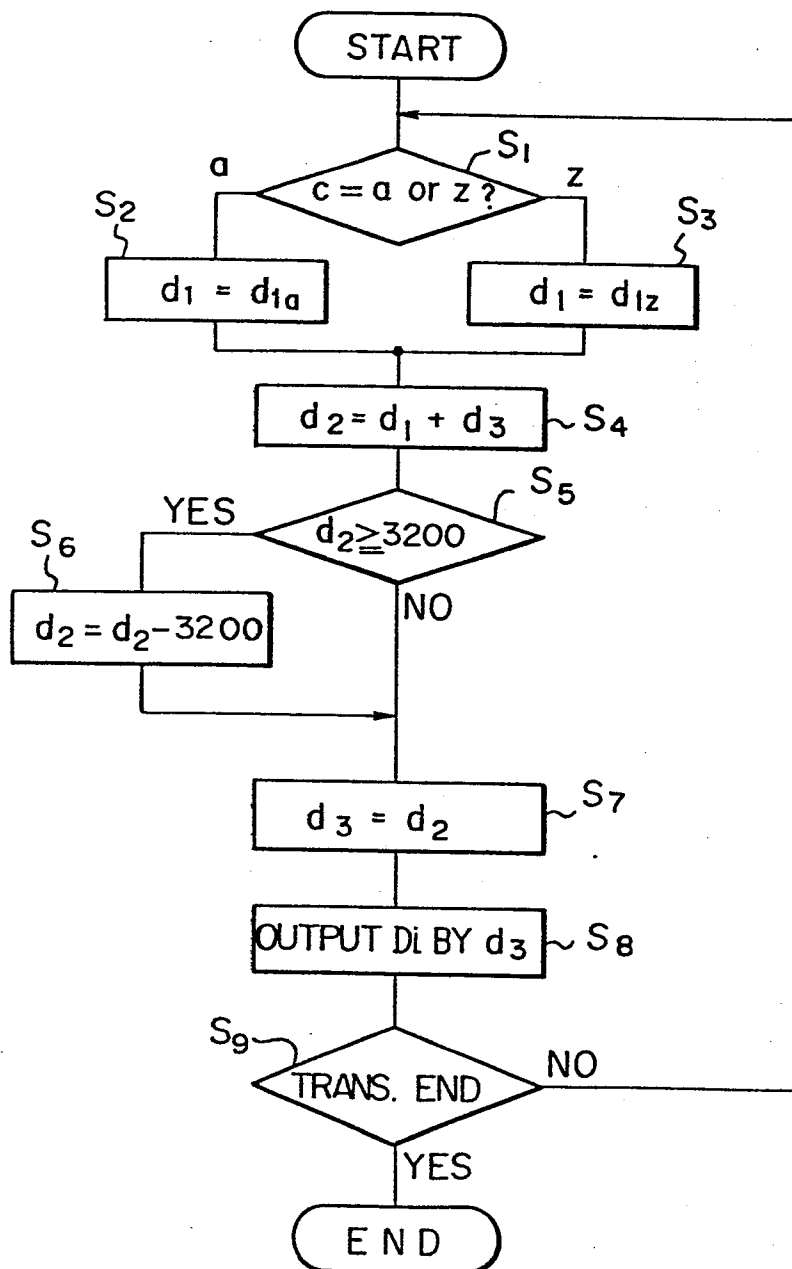 START
S1
a
c = a or z ?
z
S2
S3
d1 = d1a
d1 = d1z
d2 = d1 + d3
S4
S5
YES
d2 ≧ 3200
S6
NO
d2 = d2 - 3200
S7
d3 = d2
OUTPUT Di BY d3
S8
S9
TRANS. END
NO
YES
END